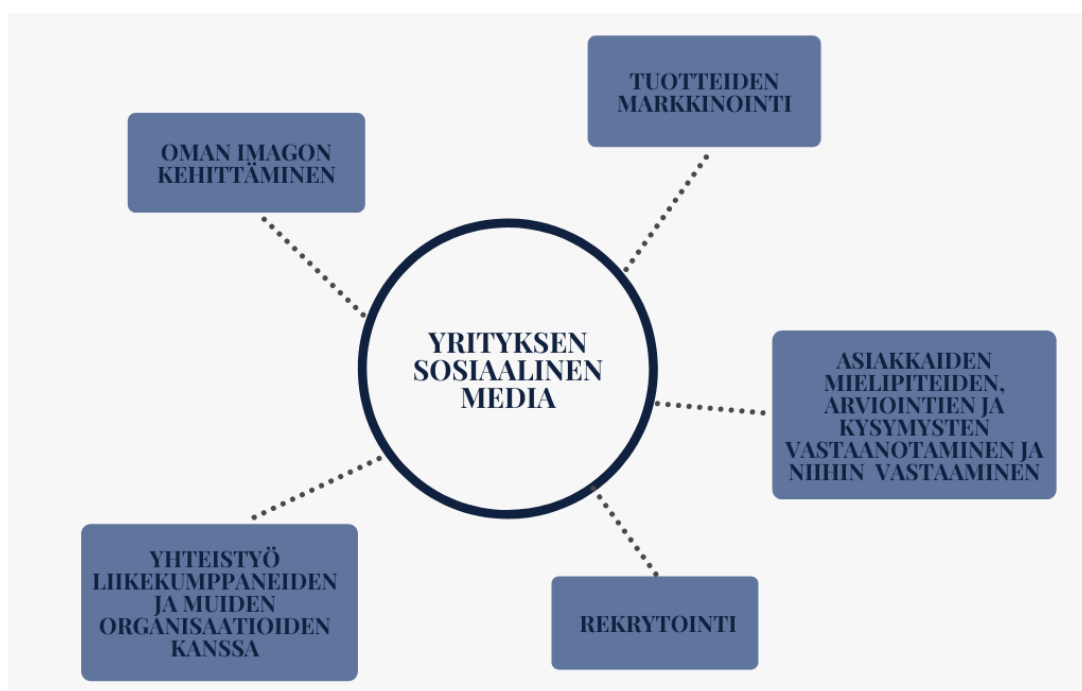 TUOTTEIDEN
MARKKINOINTI
OMAN IMAGON
KEHITTÄMINEN
YRITYKSEN
SOSIAALINEN
MEDIA
ASIAKKAIDEN
MIELIPITEIDEN,
ARVIOINTIEN JA
KYSYMYSTEN
VASTAANOTAMINEN JA
NIIHIN VASTAAMINEN
YHTEISTYÖ
LIIKEKUMPPANEIDEN
JA MUIDEN
ORGANISAATIOIDEN
KANSSA
REKRYTOINTI